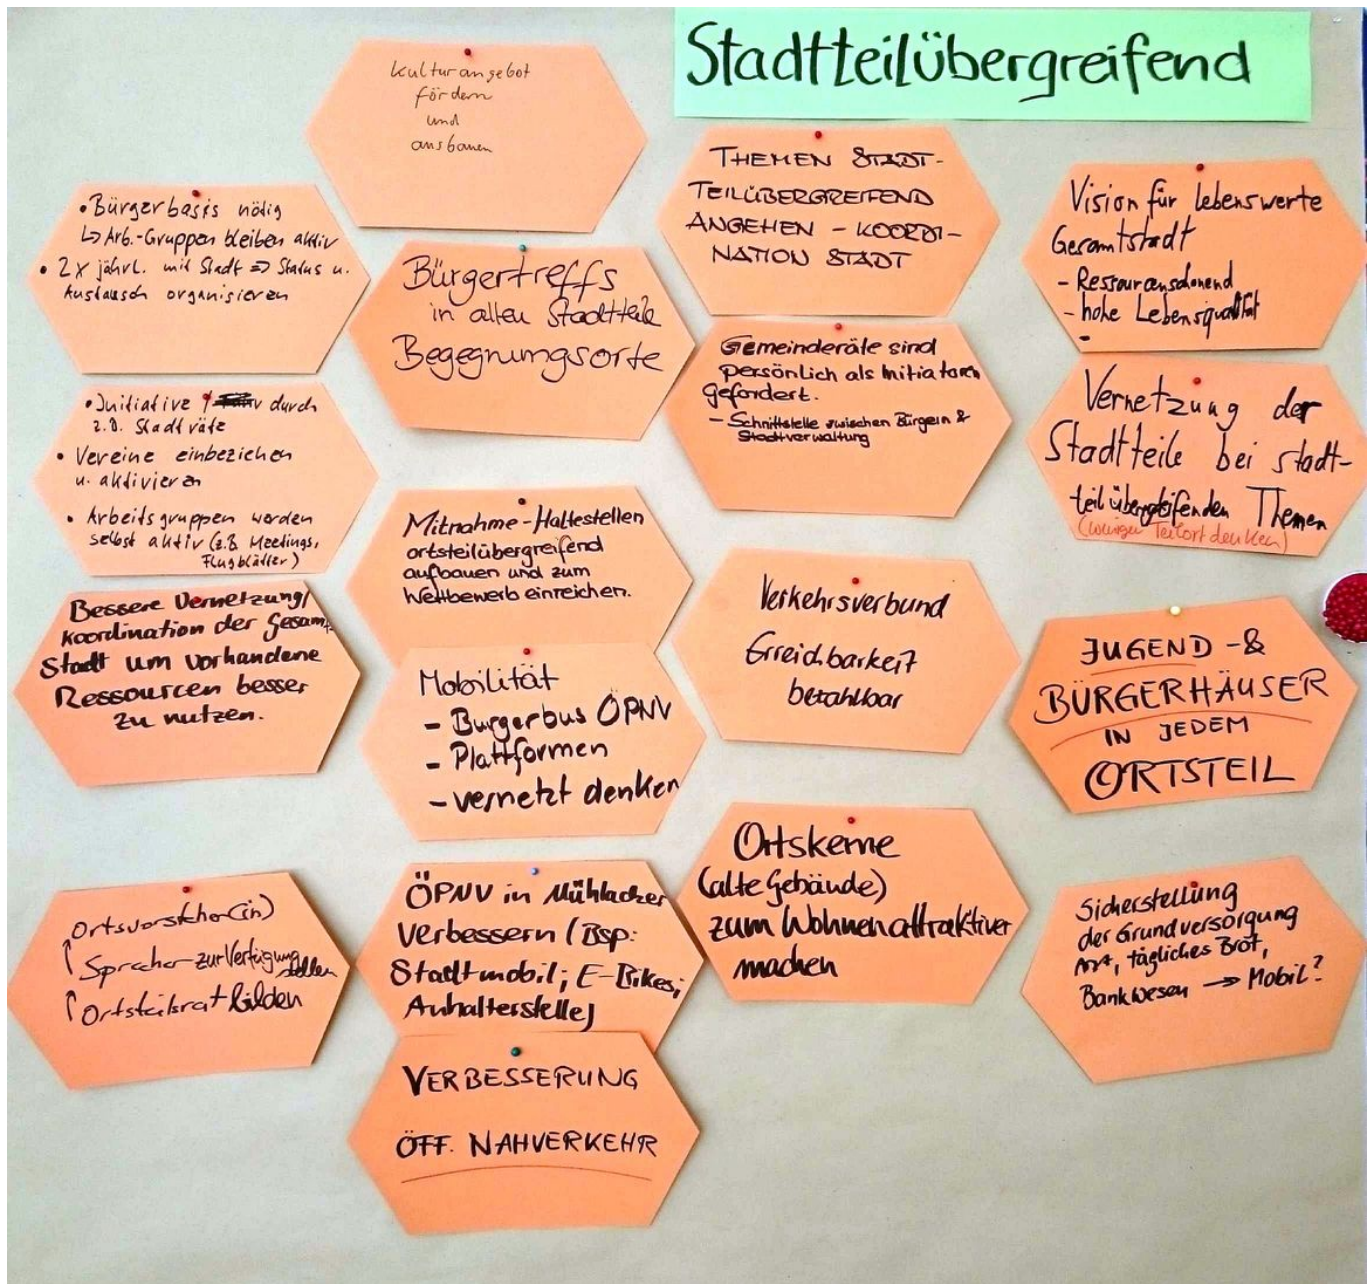 Stadtteilübergreifend
Kulturangebot
fördern
und
ausbauen
• Bürgerbasis nötig
↳ Arb.-Gruppen bleiben aktiv
• 2x jährl. mit Stadt => Status u.
Austausch organisieren
Bürgertreffs
in allen Stadtteile
Begegnungsorte
THEMEN STADT-
TEILÜBERGREIFEND
ANGEHEN - KOORDI-
NATION STADT
Vision für lebenswerte
Gesamtstadt
- Ressourcenschonend
- hohe Lebensqualität
-
• Initiative durch
z.B. Stadträte
• Vereine einbeziehen
u. aktivieren
• Arbeitsgruppen werden
selbst aktiv (z.B. Meetings,
Flugblätter)
Gemeinderäte sind
persönlich als Initiatoren
gefordert.
- Schnittstelle zwischen Bürgern &
Stadtverwaltung
Vernetzung der
Stadtteile bei stadt-
teilübergreifenden Themen
(weniger Teilort denken)
Mitnahme-Haltestellen
ortsteilübergreifend
aufbauen und zum
Wettbewerb einreichen.
Bessere Vernetzung/
Koordination der Gesamt-
Stadt um vorhandene
Ressourcen besser
zu nutzen.
Verkehrsverbund
Erreichbarkeit
bezahlbar
Mobilität
- Bürgerbus ÖPNV
- Plattformen
- vernetzt denken
JUGEND -&
BÜRGERHÄUSER
IN JEDEM
ORTSTEIL
Ortskerne
(alte Gebäude)
zum Wohnen attraktiver
machen
Ortsvorsteher(in)
↑ Sprecher zur Verfügung stellen
↑ Ortsteilsrat bilden
ÖPNV in Mühlacker
verbessern (Bsp:
Stadtmobil; E-Bikes;
Anhalterstelle)
Sicherstellung
der Grundversorgung
Arzt, tägliches Brot,
Bankwesen → Mobil?
VERBESSERUNG
ÖFF. NAHVERKEHR